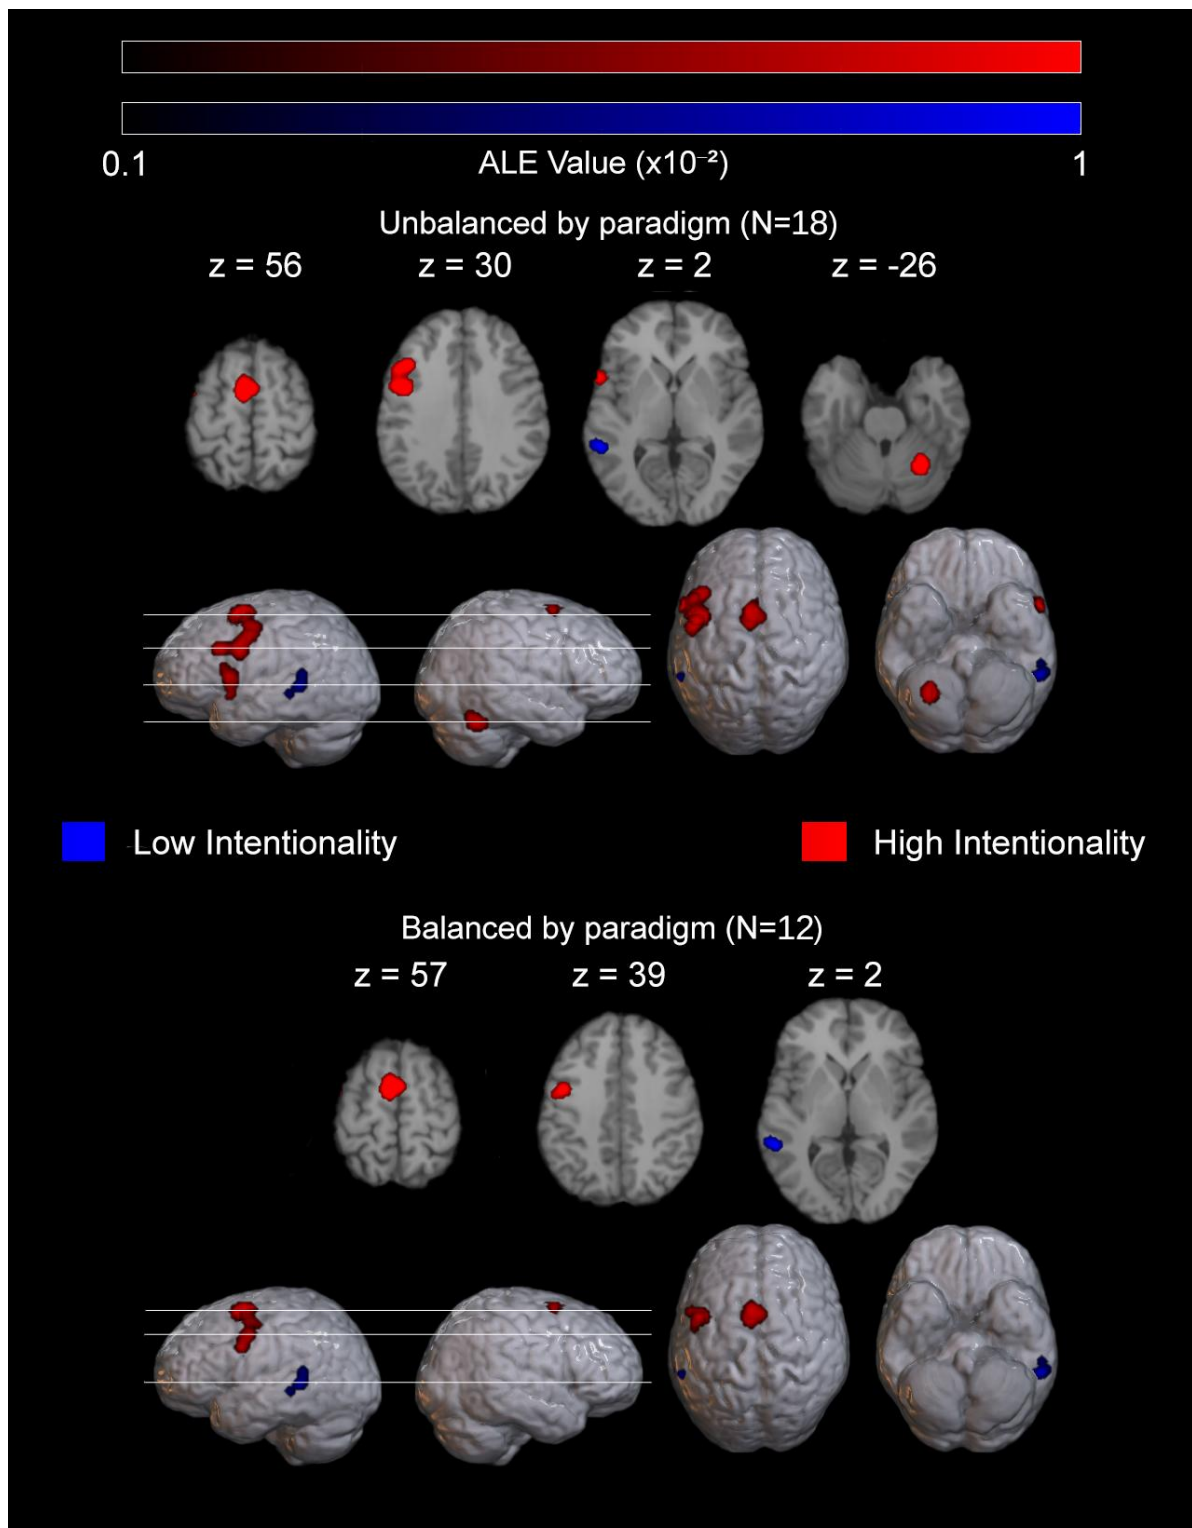 0.1 ALE Value (x10⁻²) 1
Unbalanced by paradigm (N=18)
z = 56 z = 30 z = 2 z = -26
Low Intentionality High Intentionality
Balanced by paradigm (N=12)
z = 57 z = 39 z = 2